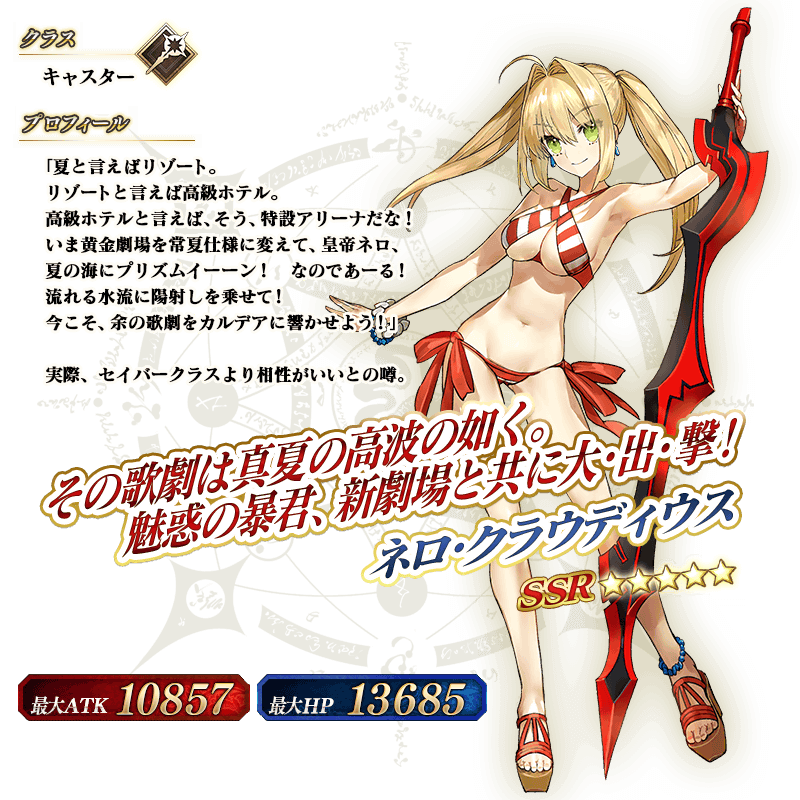 クラス
キャスター
プロフィール
「夏と言えばリゾート。
リゾートと言えば高級ホテル。
高級ホテルと言えば、そう、特設アリーナだな！
いま黄金劇場を常夏仕様に変えて、皇帝ネロ、
夏の海にプリズムイーーン！　なのであーる！
流れる水流に陽射しを乗せて！
今こそ、余の歌劇をカルデアに響かせよう！」
実際、セイバークラスより相性がいいとの噂。
その歌劇は真夏の高波の如く。
魅惑の暴君、新劇場と共に大・出・撃！
ネロ・クラウディウス
SSR
最大ATK 10857
最大HP 13685